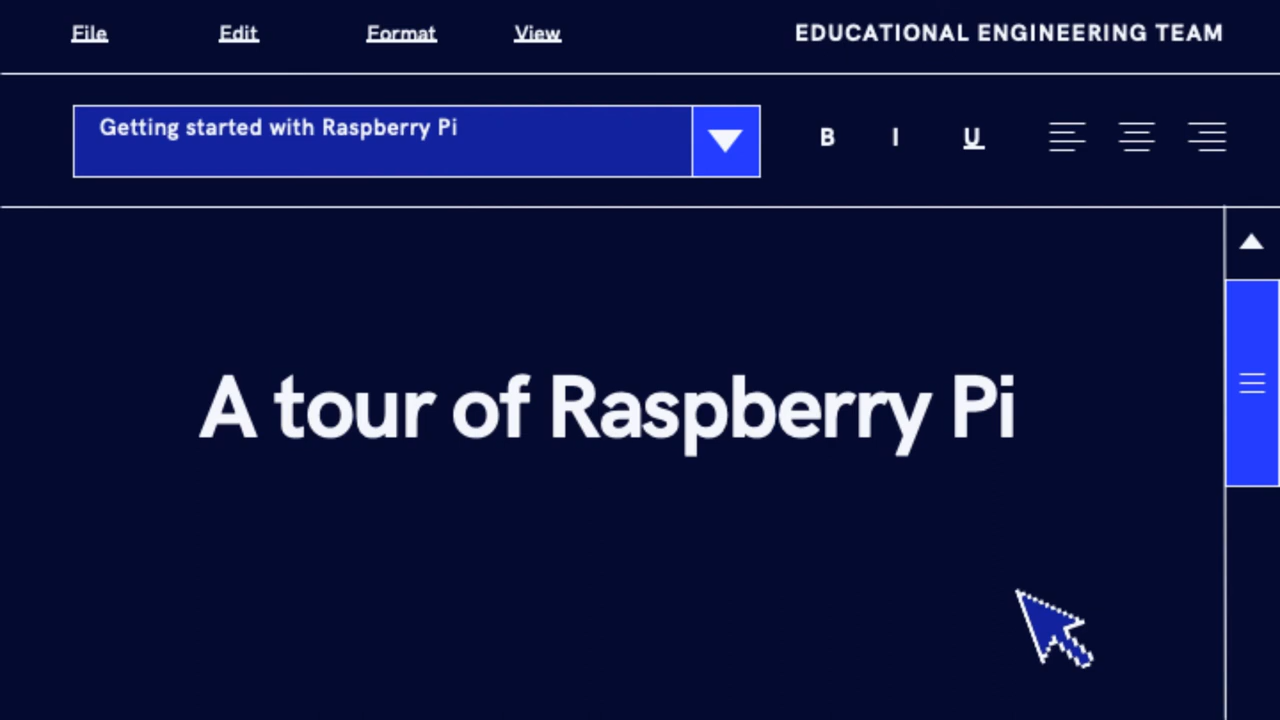 File Edit Format View EDUCATIONAL ENGINEERING TEAM
Getting started with Raspberry Pi
B I U
A tour of Raspberry Pi